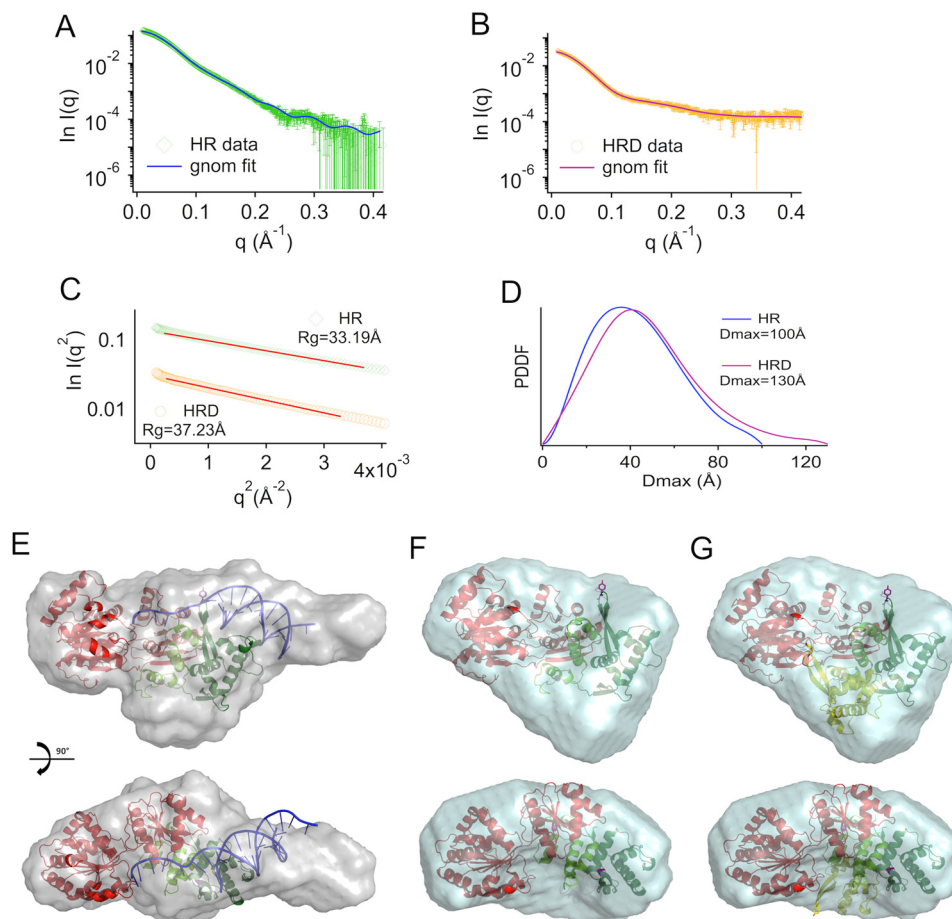 A
ln I(q)
10⁻²
10⁻⁴
10⁻⁶
HR data
gnom fit
0.0 0.1 0.2 0.3 0.4
q (Å⁻¹)
B
ln I(q)
10⁻²
10⁻⁴
10⁻⁶
HRD data
gnom fit
0.0 0.1 0.2 0.3 0.4
q (Å⁻¹)
C
ln I(q²)
0.1
0.01
HR
Rg=33.19Å
HRD
Rg=37.23Å
0 1 2 3 4x10⁻³
q²(Å⁻²)
D
PDDF
HR
Dmax=100Å
HRD
Dmax=130Å
0 40 80 120
Dmax (Å)
E
F
G
90°